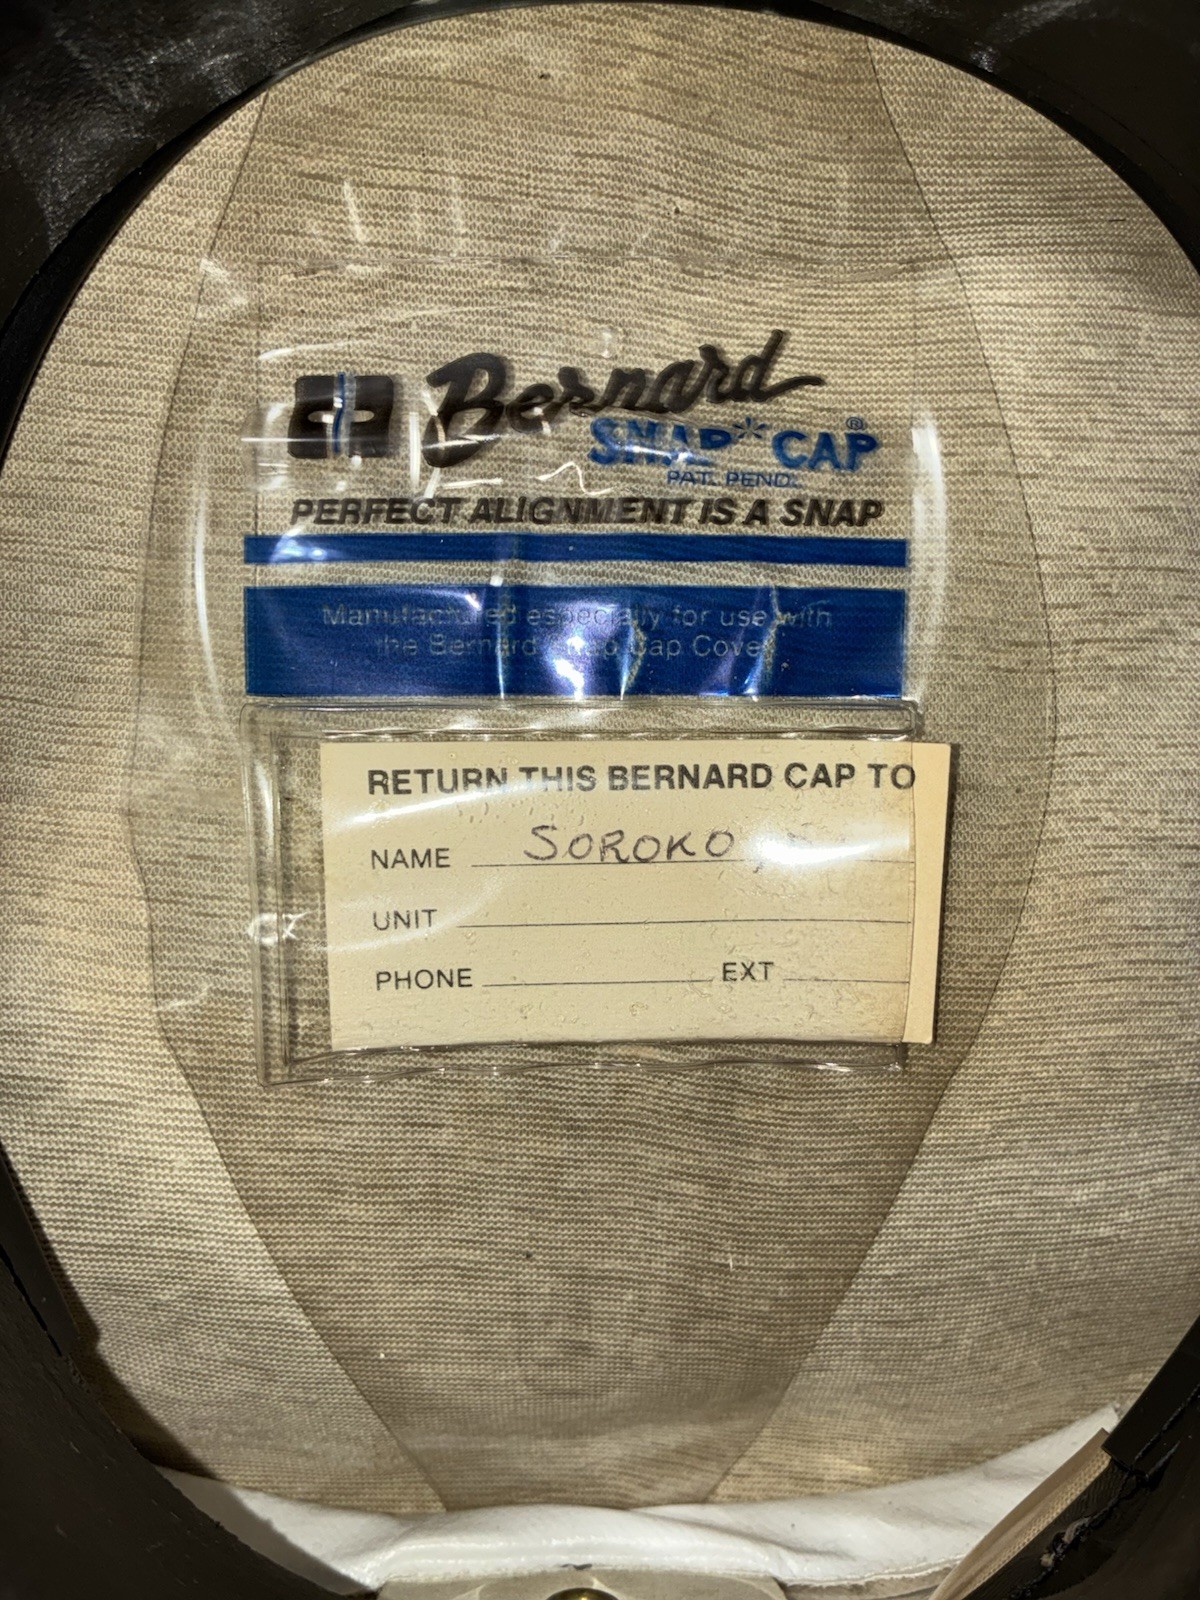 Bernard
SNAP*CAP®
PAT. PEND.
PERFECT ALIGNMENT IS A SNAP
Manufactured especially for use with
the Bernard Snap Cap Cover
RETURN THIS BERNARD CAP TO
NAME SOROKO
UNIT
PHONE EXT